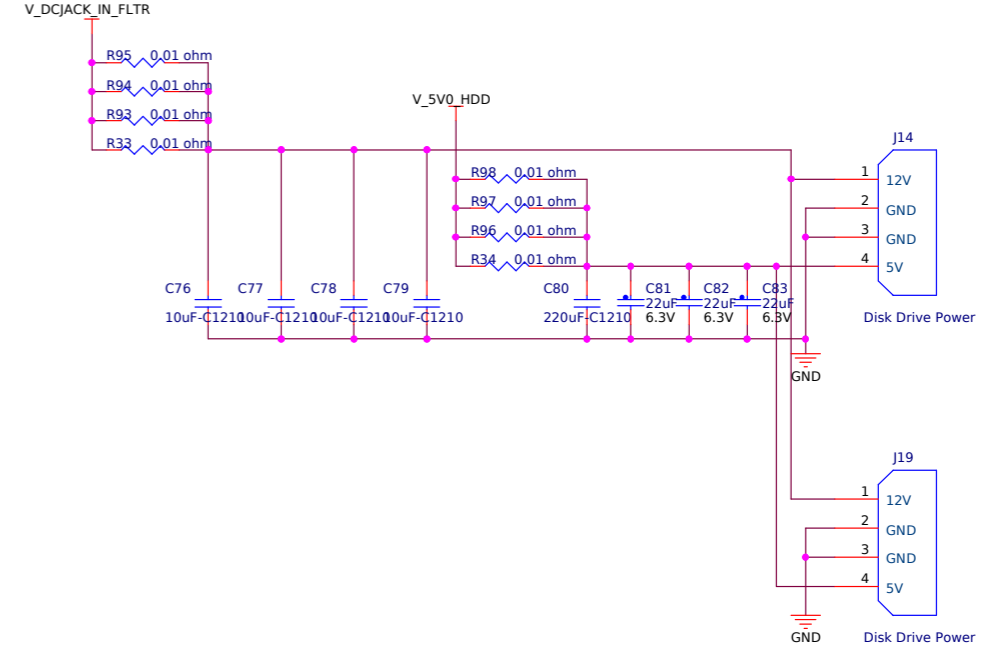 V_DCJACK_IN_FLTR
R95 0.01 ohm
R94 0.01 ohm
R93 0.01 ohm
R33 0.01 ohm
V_5V0_HDD
R98 0.01 ohm
R97 0.01 ohm
R96 0.01 ohm
R34 0.01 ohm
J14
1 12V
2 GND
3 GND
4 5V
Disk Drive Power
C76 C77 C78 C79 C80 C81 C82 C83
22uF 22uF 22uF
10uF-C1210 10uF-C1210 10uF-C1210 10uF-C1210 220uF-C1210 6.3V 6.3V 6.3V
GND
J19
1 12V
2 GND
3 GND
4 5V
GND
Disk Drive Power